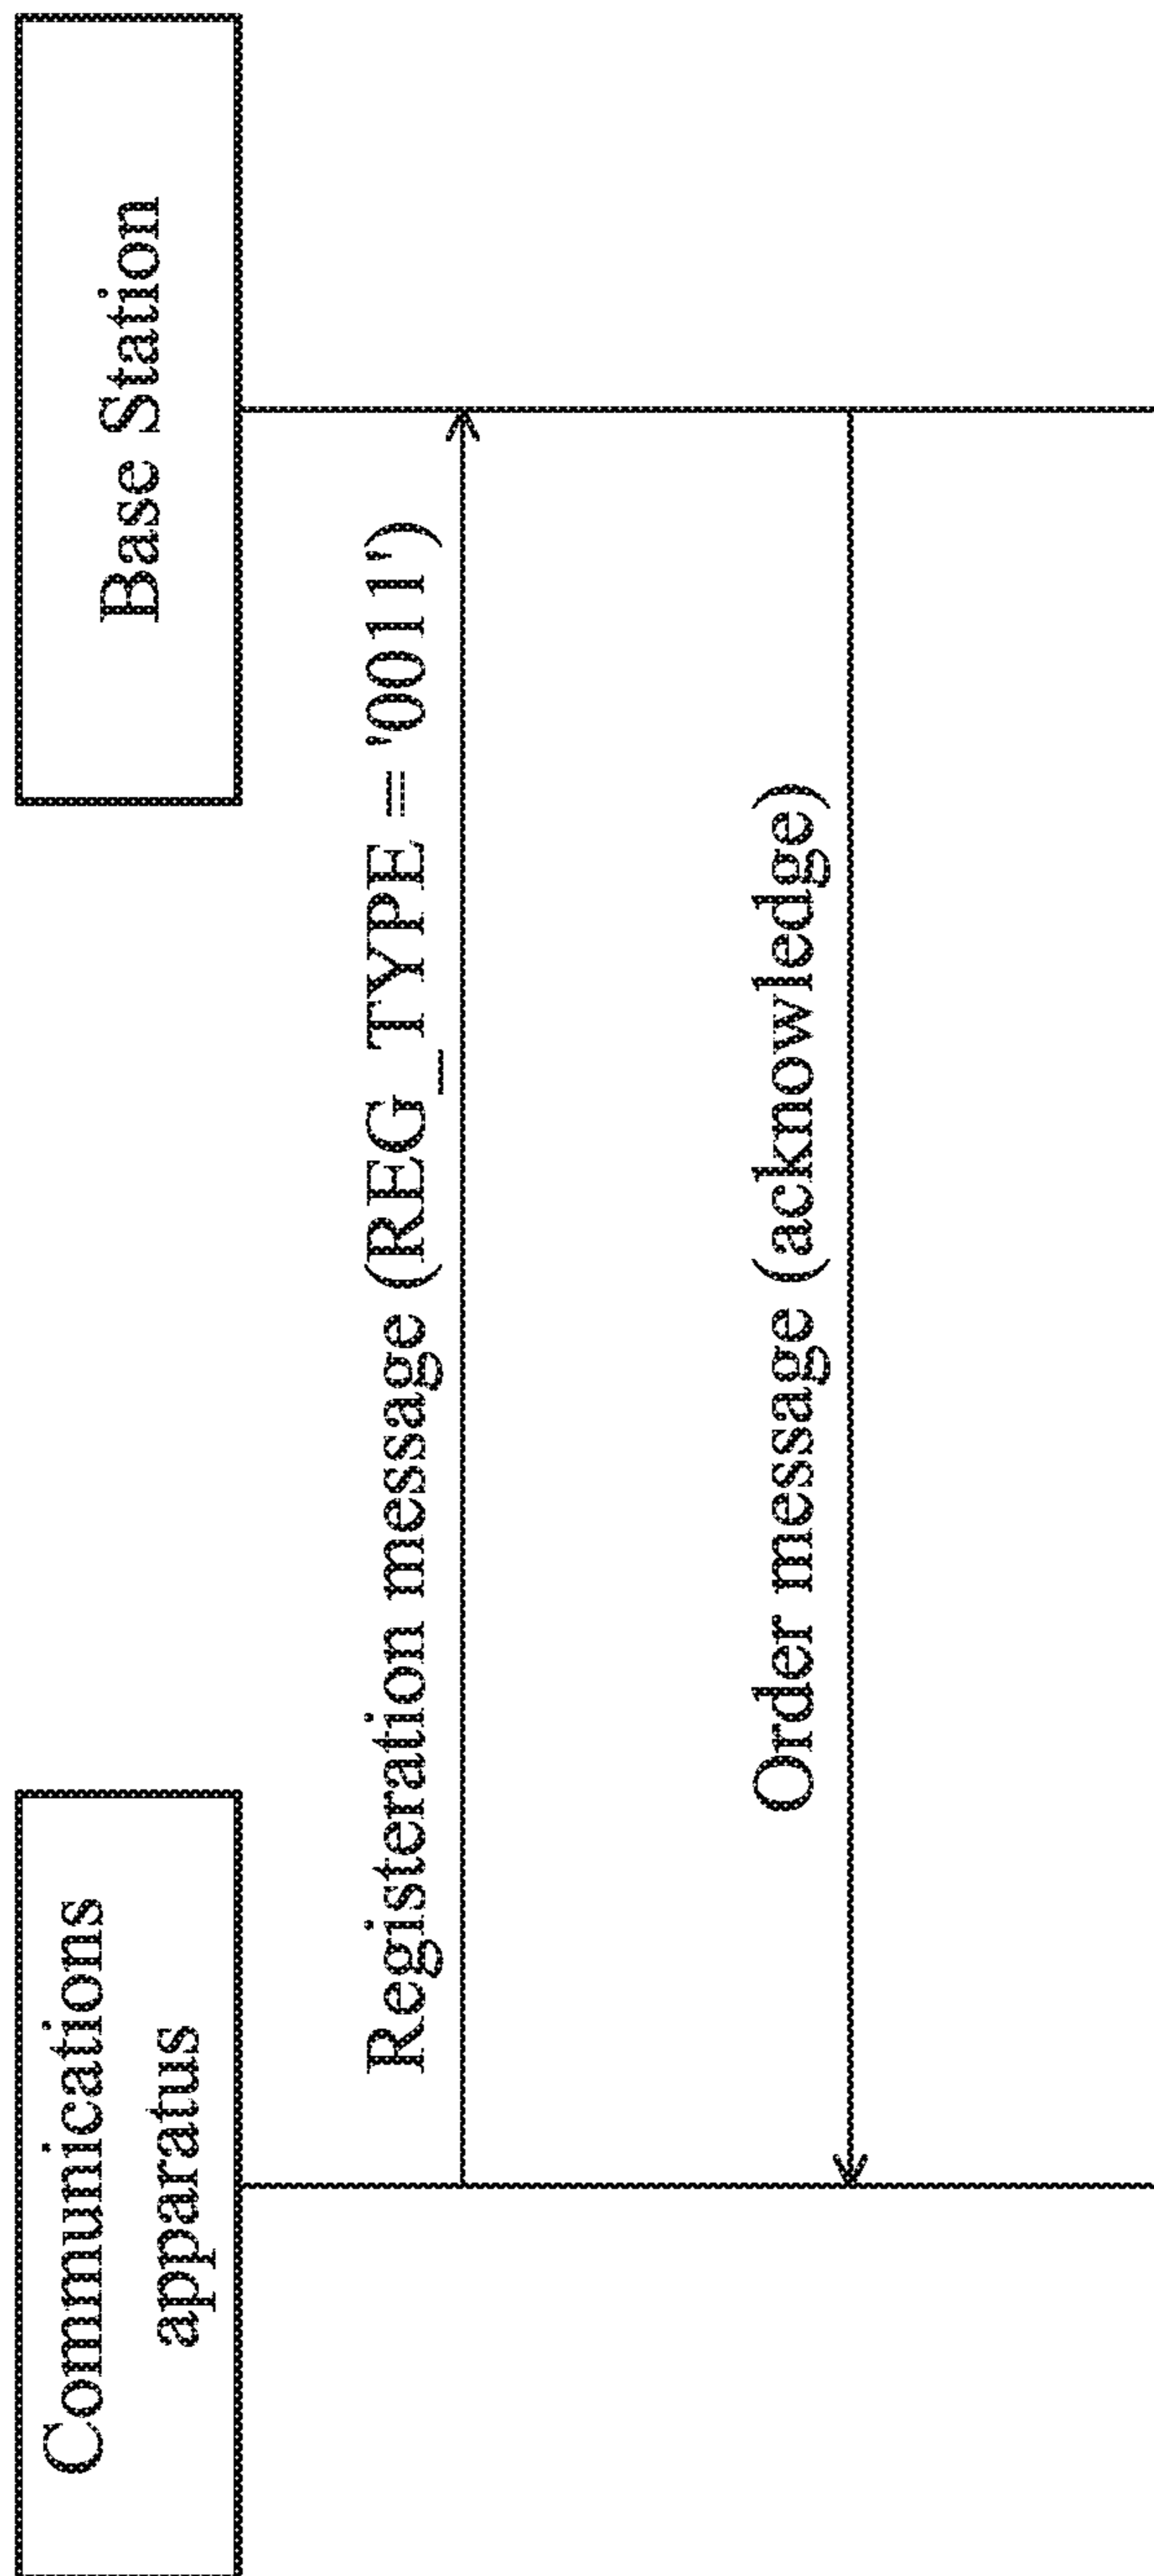 Communications
apparatus
Base Station
Registeration message (REG_TYPE = '0011')
Order message (acknowledge)